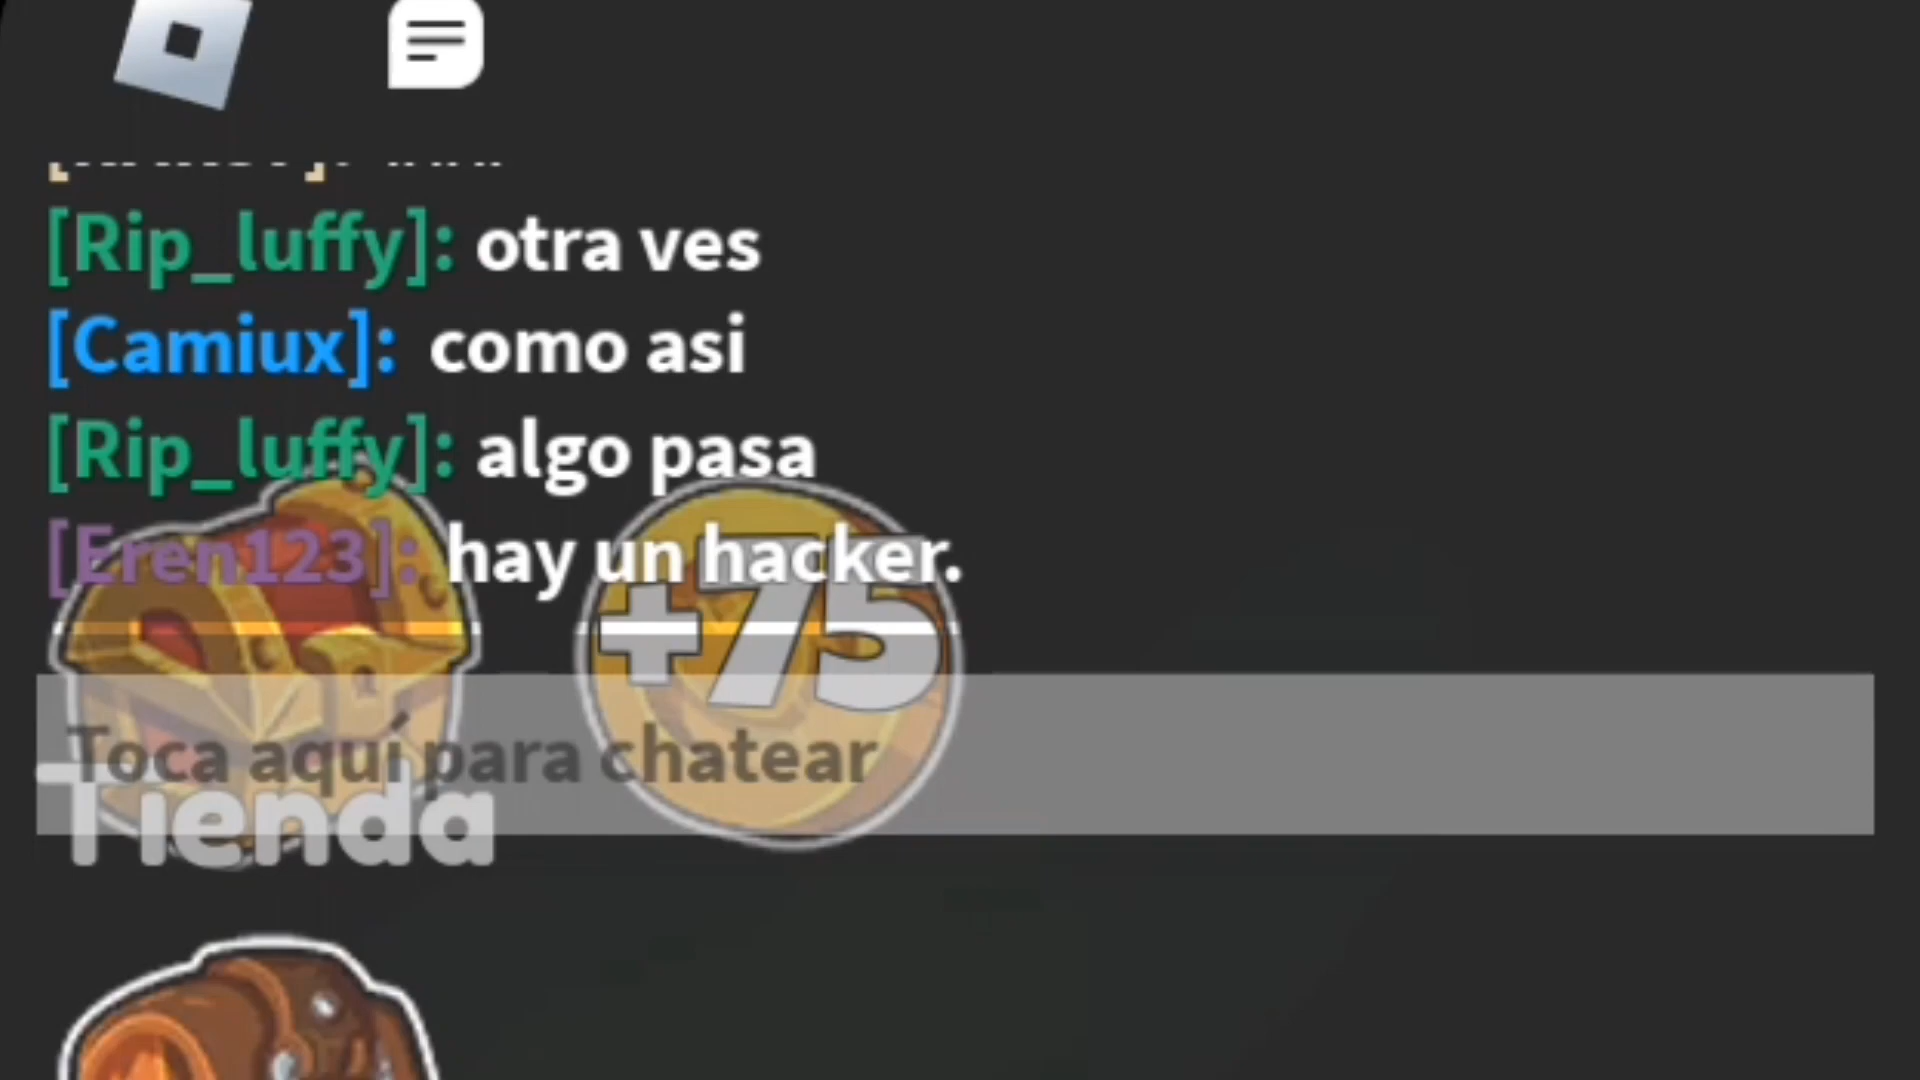 [Rip_luffy]: otra ves
[Camiux]: como asi
[Rip_luffy]: algo pasa
[Eren123]: hay un hacker.
+75
Toca aquí para chatear
Tienda